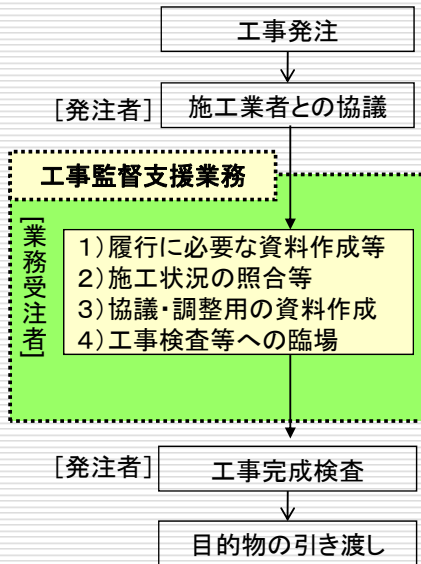 工事発注
[発注者]
施工業者との協議
工事監督支援業務
[業務受注者]
1)履行に必要な資料作成等
2)施工状況の照合等
3)協議・調整用の資料作成
4)工事検査等への臨場
[発注者]
工事完成検査
目的物の引き渡し